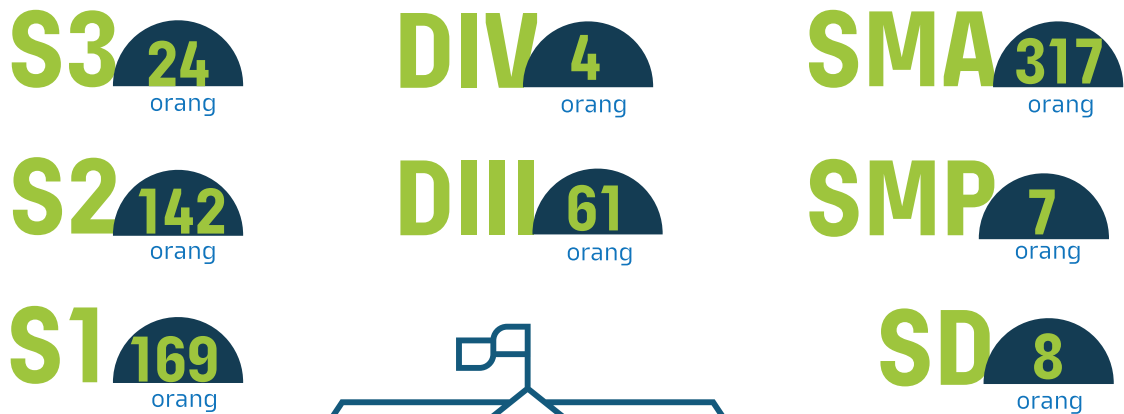 S3 24 orang
S2 142 orang
S1 169 orang
DIV 4 orang
DIII 61 orang
SMA 317 orang
SMP 7 orang
SD 8 orang